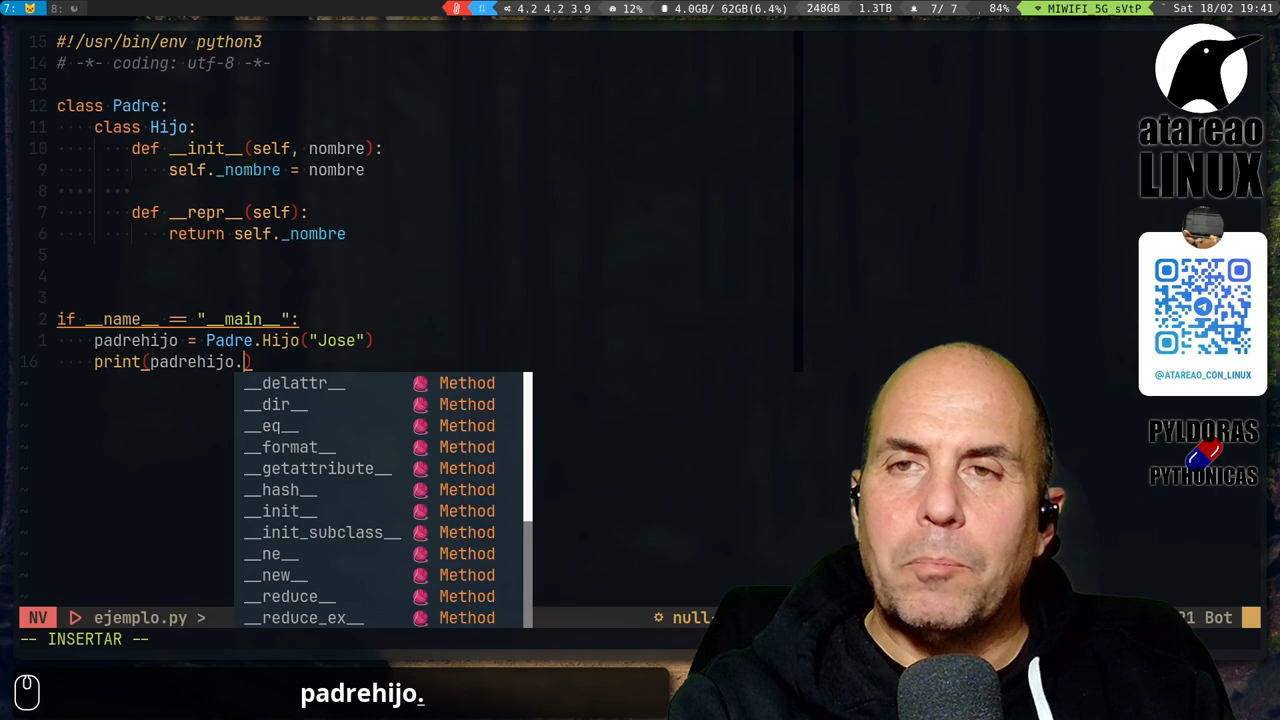 7: 8: 4.2 4.2 3.9 12% 4.0GB/ 62GB(6.4%) 248GB 1.3TB 7/ 7 84% MIWIFI 5G sVtP Sat 18/02 19:41
15 #!/usr/bin/env python3
14 # -*- coding: utf-8 -*-
13
12 class Padre:
11 class Hijo:
10 def __init__(self, nombre):
9 self._nombre = nombre
8
7 def __repr__(self):
6 return self._nombre
5
4
3
2 if __name__ == "__main__":
1 padrehijo = Padre.Hijo("Jose")
16 print(padrehijo.)
__delattr__ Method
__dir__ Method
__eq__ Method
__format__ Method
__getattribute__ Method
__hash__ Method
__init__ Method
__init_subclass__ Method
__ne__ Method
__new__ Method
__reduce__ Method
__reduce_ex__ Method
NV ejemplo.py > null- Bot
-- INSERTAR --
padrehijo.
atareao
LINUX
@ATAREAO_CON_LINUX
PYLDORAS
PYTHONICAS